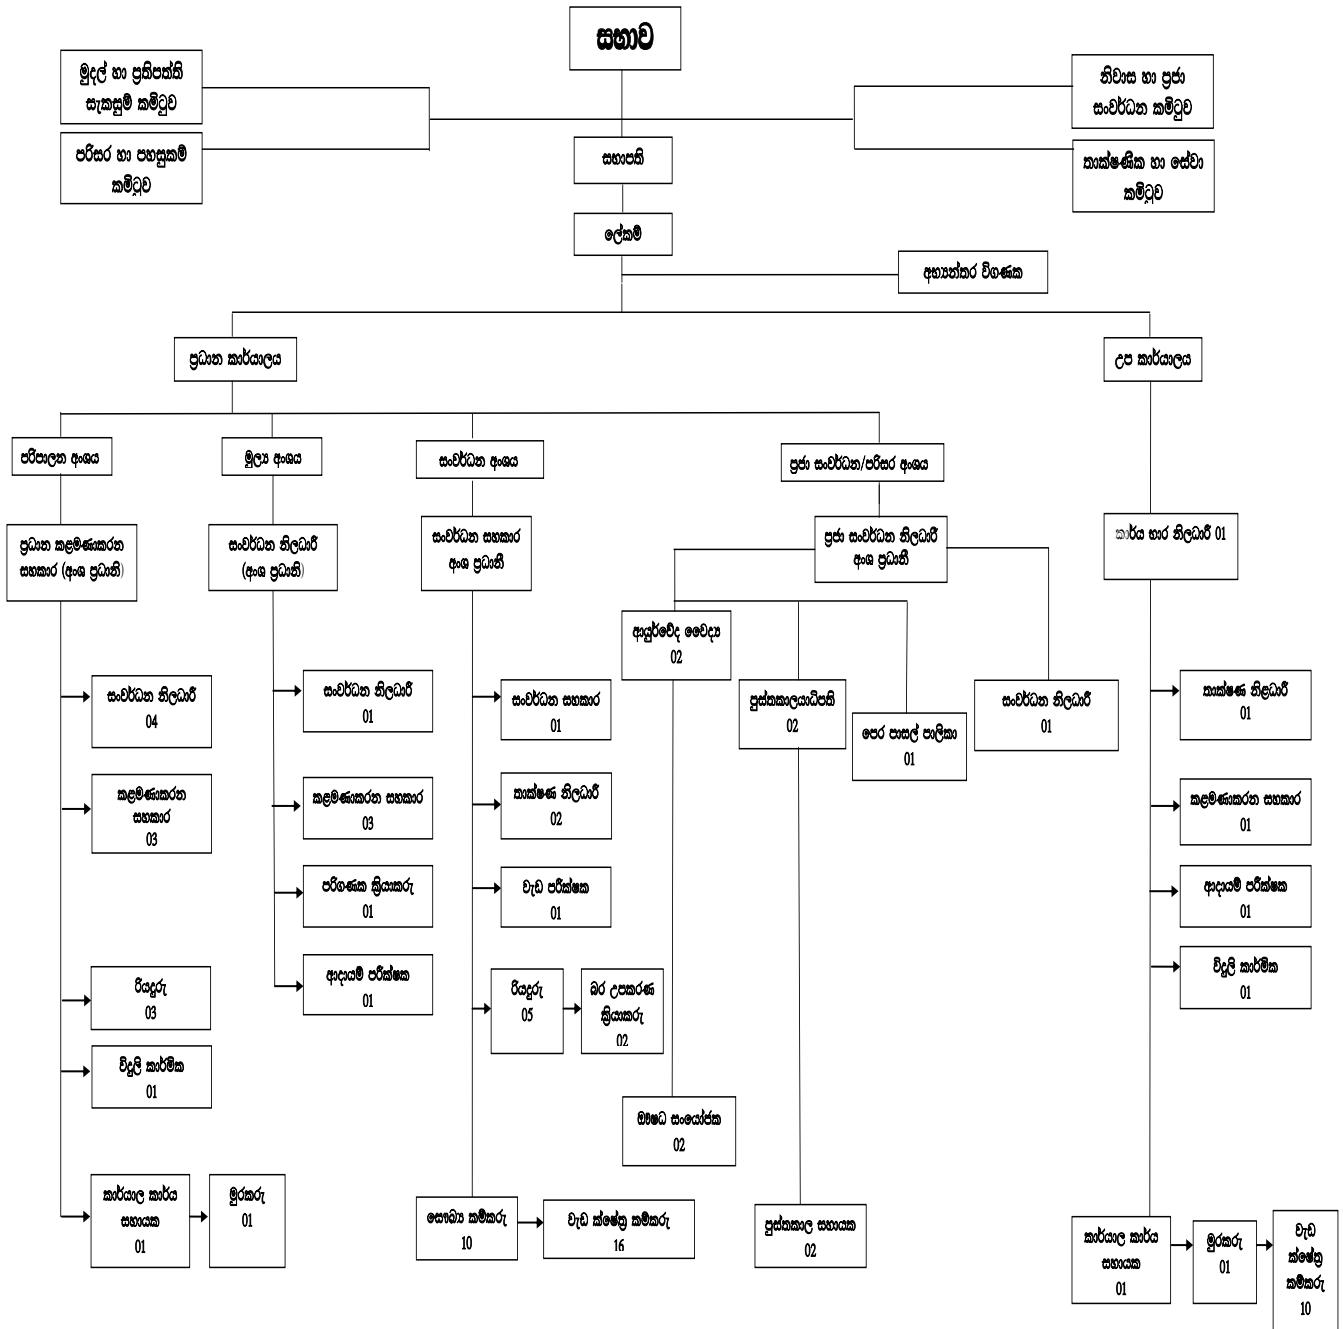 සභාව
මුදල් හා ප්‍රතිපත්ති
සැකසුම් කමිටුව
නිවාස හා ප්‍රජා
සංවර්ධන කමිටුව
පරිසර හා පහසුකම්
කමිටුව
සභාපති
තාක්ෂණික හා සේවා
කමිටුව
ලේකම්
අභ්‍යන්තර විගණක
ප්‍රධාන කාර්යාලය
උප කාර්යාලය
පරිපාලන අංශය
මුල්‍ය අංශය
සංවර්ධන අංශය
ප්‍රජා සංවර්ධන/පරිසර අංශය
ප්‍රධාන කළමණාකරන
සහකාර (අංශ ප්‍රධානි)
සංවර්ධන නිලධාරී
(අංශ ප්‍රධානි)
සංවර්ධන සහකාර
අංශ ප්‍රධානී
ප්‍රජා සංවර්ධන නිලධාරී
අංශ ප්‍රධානී
කාර්ය භාර නිලධාරී 01
ආයුර්වේද වෛද්‍ය
02
සංවර්ධන නිලධාරී
04
සංවර්ධන නිලධාරී
01
සංවර්ධන සහකාර
01
පුස්තකාලයාධිපති
02
පෙර පාසල් පාලිකා
01
සංවර්ධන නිලධාරී
01
තාක්ෂණ නිළධාරී
01
කළමණාකරන
සහකාර
03
කළමණාකරන සහකාර
03
තාක්ෂණ නිලධාරී
02
කළමණාකරන සහකාර
01
පරිගණක ක්‍රියාකරු
01
වැඩ පරීක්ෂක
01
ආදායම් පරීක්ෂක
01
රියදුරු
03
ආදායම් පරීක්ෂක
01
රියදුරු
05
බර උපකරණ
ක්‍රියාකරු
02
විදුලි කාර්මික
01
විදුලි කාර්මික
01
ඖෂධ සංයෝජක
02
කාර්යාල කාර්ය
සහායක
01
මුරකරු
01
සෞඛ්‍ය කම්කරු
10
වැඩ ක්ෂේත්‍ර කම්කරු
16
පුස්තකාල සහායක
02
කාර්යාල කාර්ය
සහායක
01
මුරකරු
01
වැඩ
ක්ෂේත්‍ර
කම්කරු
10